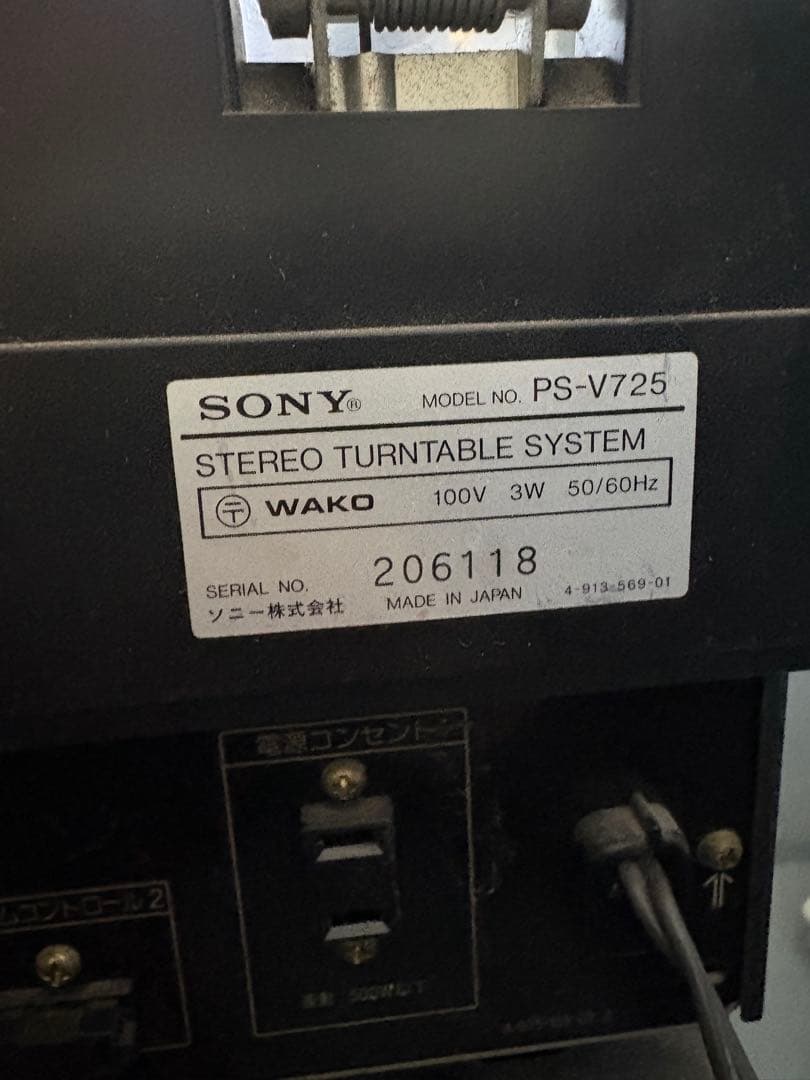 SONY® MODEL NO. PS-V725
STEREO TURNTABLE SYSTEM
〒 WAKO 100V 3W 50/60Hz
SERIAL NO. 206118
ソニー株式会社 MADE IN JAPAN 4-913-569-01
電源コンセント
ムコントロール2